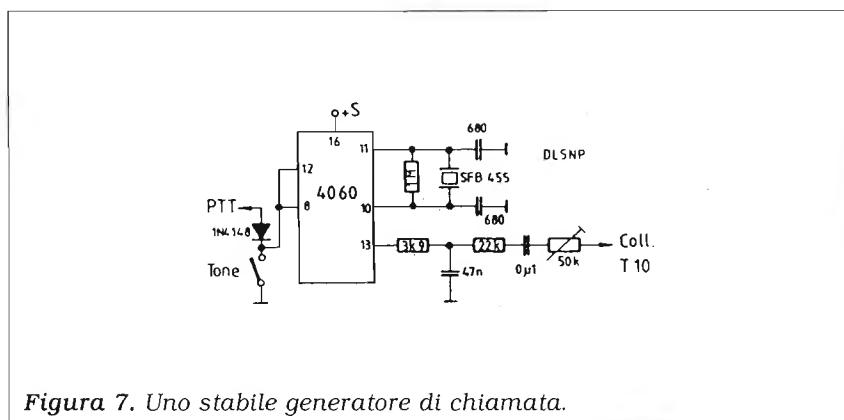 +S
16
11
680
DLSNP
12
4060
SFB 455
PTT
8
10
680
1N4148
13
3k9
22k
Coll.
Tone
47n
0µ1
50k
T 10
Figura 7. Uno stabile generatore di chiamata.